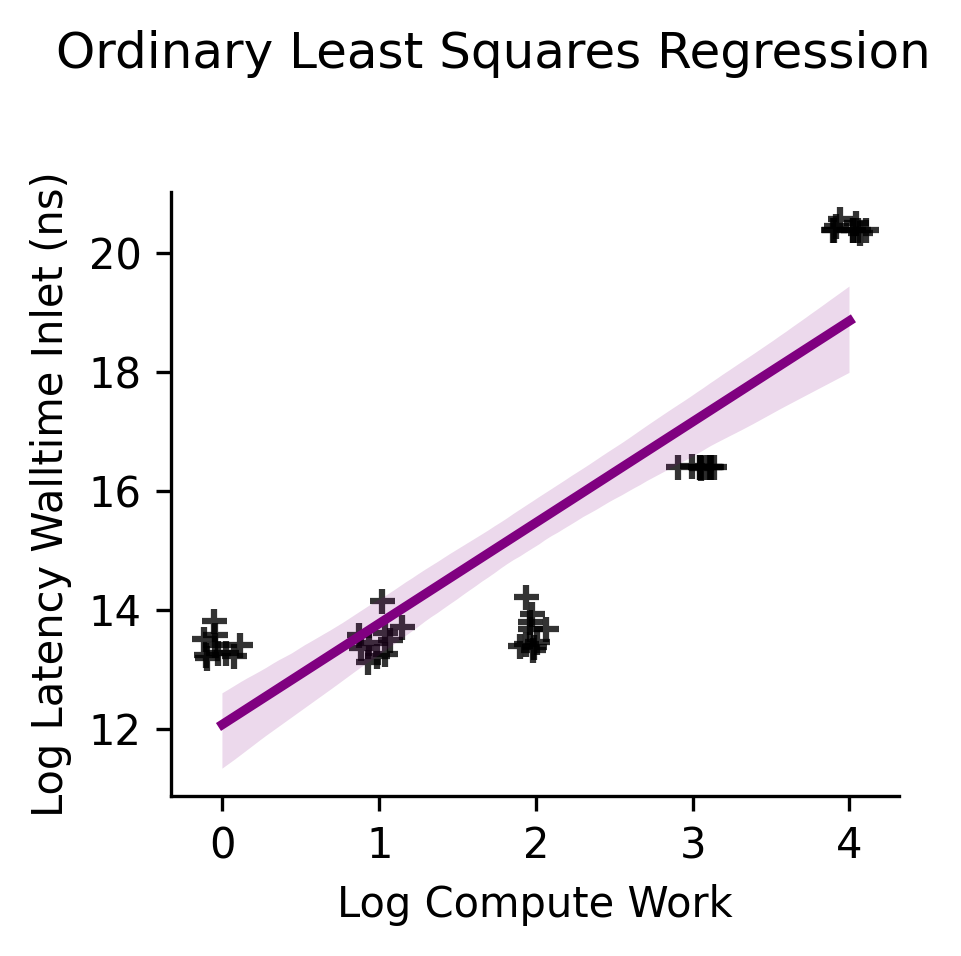 Ordinary Least Squares Regression
Log Latency Walltime Inlet (ns)
20
18
16
14
12
0 1 2 3 4
Log Compute Work